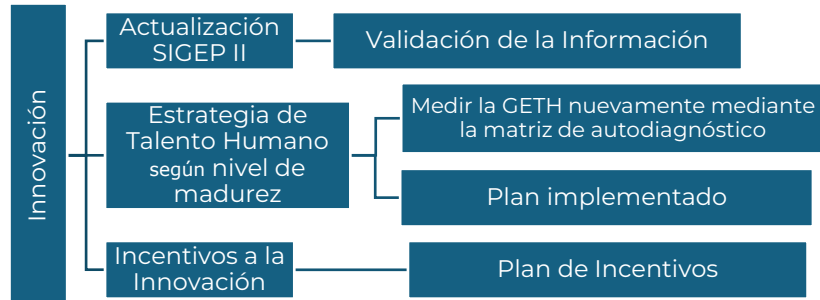 Innovación
Actualización
SIGEP II
Validación de la Información
Estrategia de
Talento Humano
según nivel de
madurez
Medir la GETH nuevamente mediante
la matriz de autodiagnóstico
Plan implementado
Incentivos a la
Innovación
Plan de Incentivos